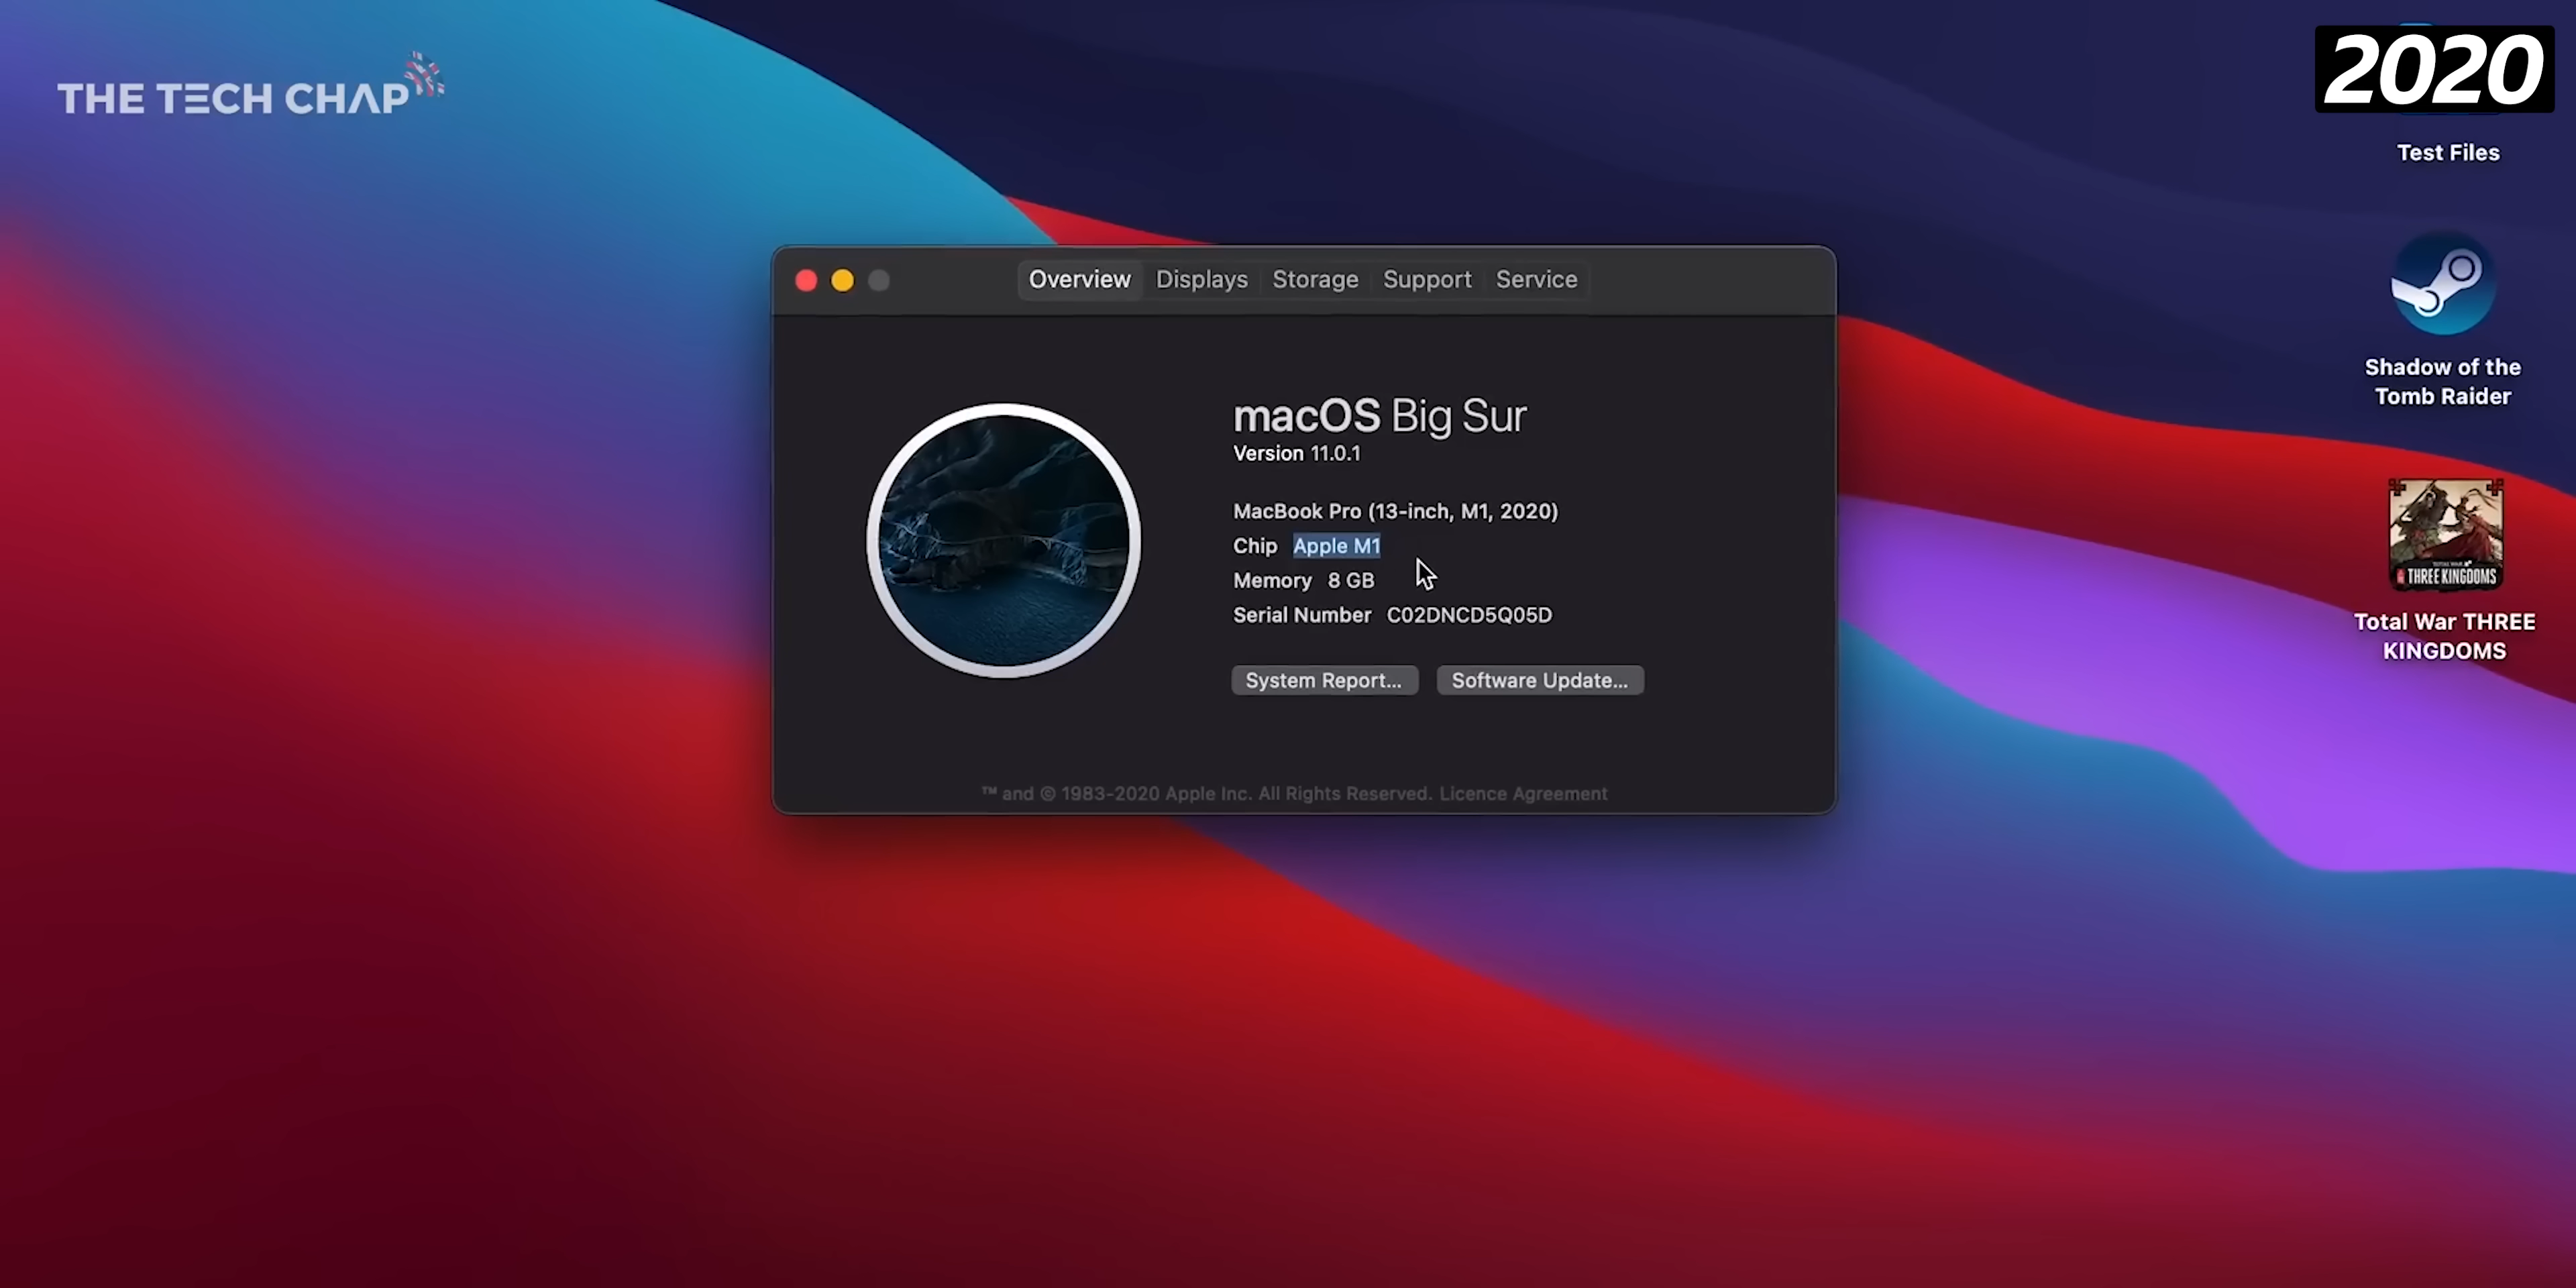 THE TECH CHAP
2020
Test Files
Overview Displays Storage Support Service
Shadow of the
Tomb Raider
macOS Big Sur
Version 11.0.1
MacBook Pro (13-inch, M1, 2020)
Chip Apple M1
Memory 8 GB
Serial Number C02DNCD5Q05D
System Report... Software Update...
TOTAL WAR
THREE KINGDOMS
Total War THREE
KINGDOMS
™ and © 1983-2020 Apple Inc. All Rights Reserved. Licence Agreement